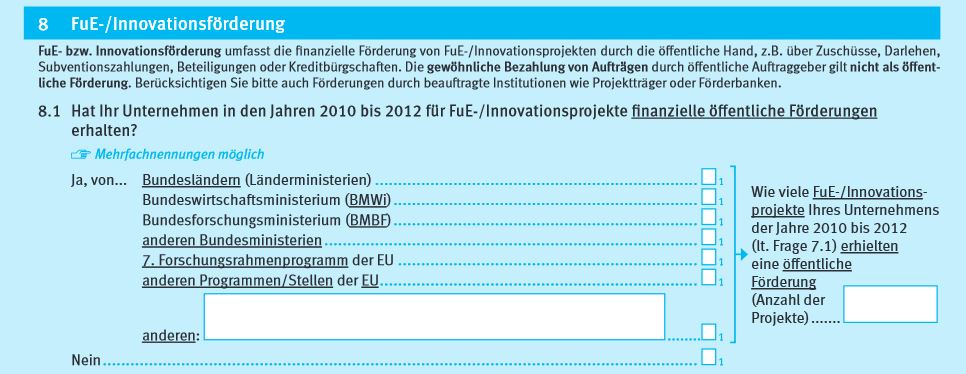 8 FuE-/Innovationsförderung
FuE- bzw. Innovationsförderung umfasst die finanzielle Förderung von FuE-/Innovationsprojekten durch die öffentliche Hand, z.B. über Zuschüsse, Darlehen,
Subventionszahlungen, Beteiligungen oder Kreditbürgschaften. Die gewöhnliche Bezahlung von Aufträgen durch öffentliche Auftraggeber gilt nicht als öffent-
liche Förderung. Berücksichtigen Sie bitte auch Förderungen durch beauftragte Institutionen wie Projektträger oder Förderbanken.
8.1 Hat Ihr Unternehmen in den Jahren 2010 bis 2012 für FuE-/Innovationsprojekte finanzielle öffentliche Förderungen
erhalten?
☞ Mehrfachnennungen möglich
Ja, von... Bundesländern (Länderministerien) ........ 1
Bundeswirtschaftsministerium (BMWi) ........ 1
Bundesforschungsministerium (BMBF) ........ 1
anderen Bundesministerien ........ 1
7. Forschungsrahmenprogramm der EU ........ 1
anderen Programmen/Stellen der EU ........ 1
anderen: ........ 1
Nein ........ 1
Wie viele FuE-/Innovations-
projekte Ihres Unternehmens
der Jahre 2010 bis 2012
(lt. Frage 7.1) erhielten
eine öffentliche
Förderung
(Anzahl der
Projekte) .......